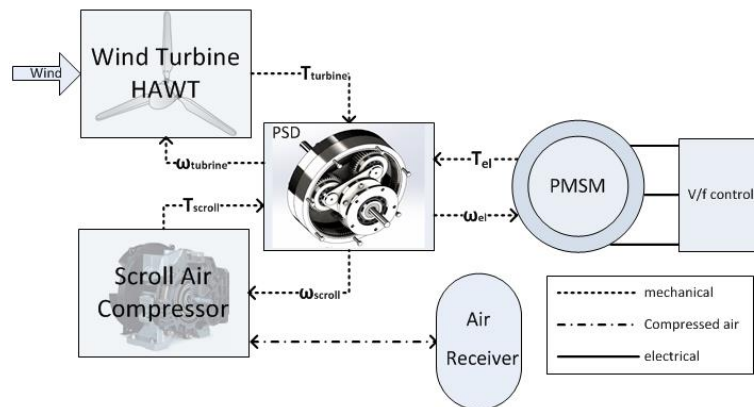 Wind
Wind Turbine
HAWT
Tturbine
PSD
ωtubrine
Tel
ωel
PMSM
V/f control
Tscroll
ωscroll
Scroll Air
Compressor
Air
Receiver
mechanical
Compressed air
electrical